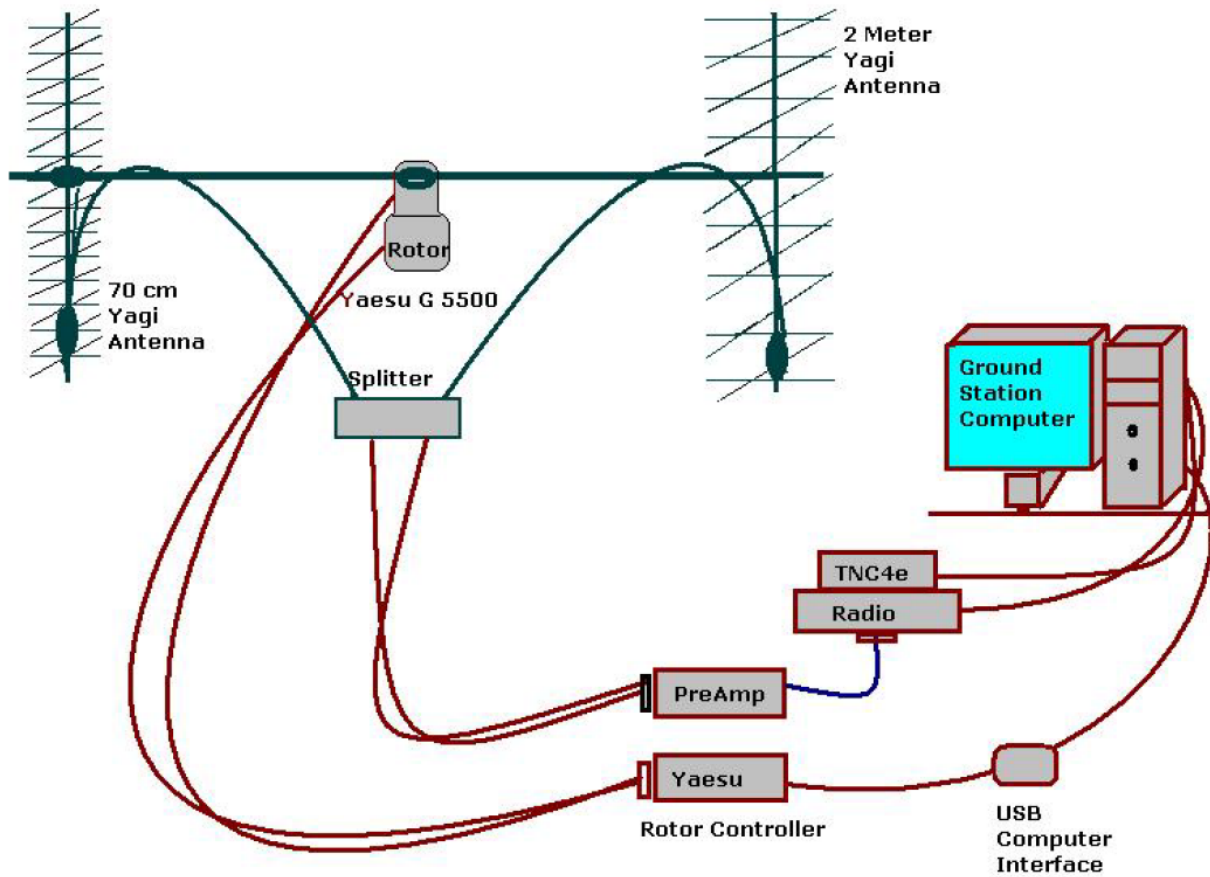 2 Meter
Yagi
Antenna
Rotor
70 cm
Yagi
Antenna
Yaesu G 5500
Splitter
Ground
Station
Computer
TNC4e
Radio
PreAmp
Yaesu
Rotor Controller
USB
Computer
Interface